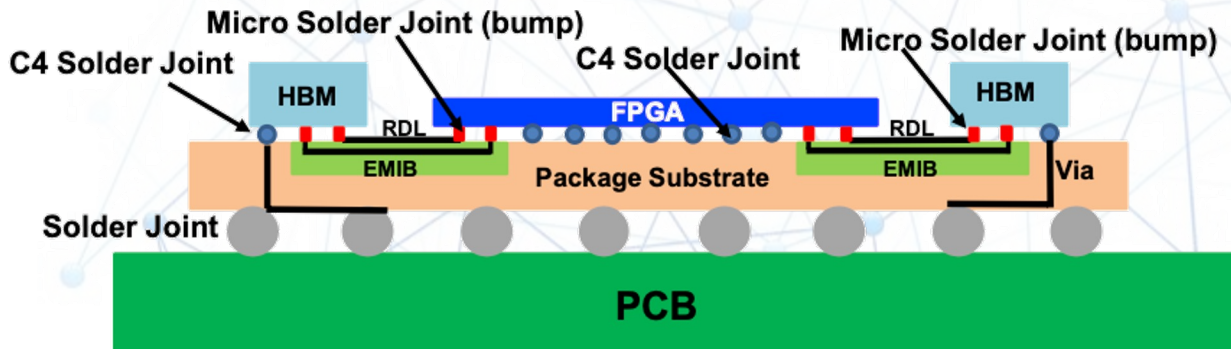 Micro Solder Joint (bump)
C4 Solder Joint
C4 Solder Joint
Micro Solder Joint (bump)
HBM
FPGA
HBM
RDL
RDL
EMIB
Package Substrate
EMIB
Via
Solder Joint
PCB